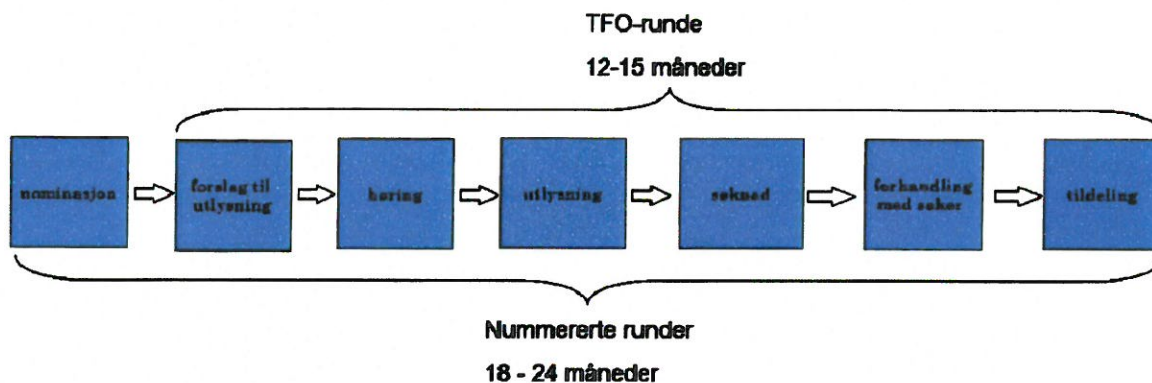 TFO-runde
12-15 måneder
nominasjon
forslag til
utlysning
høring
utlysning
søknad
forhandling
med søker
tildeling
Nummererte runder
18 - 24 måneder